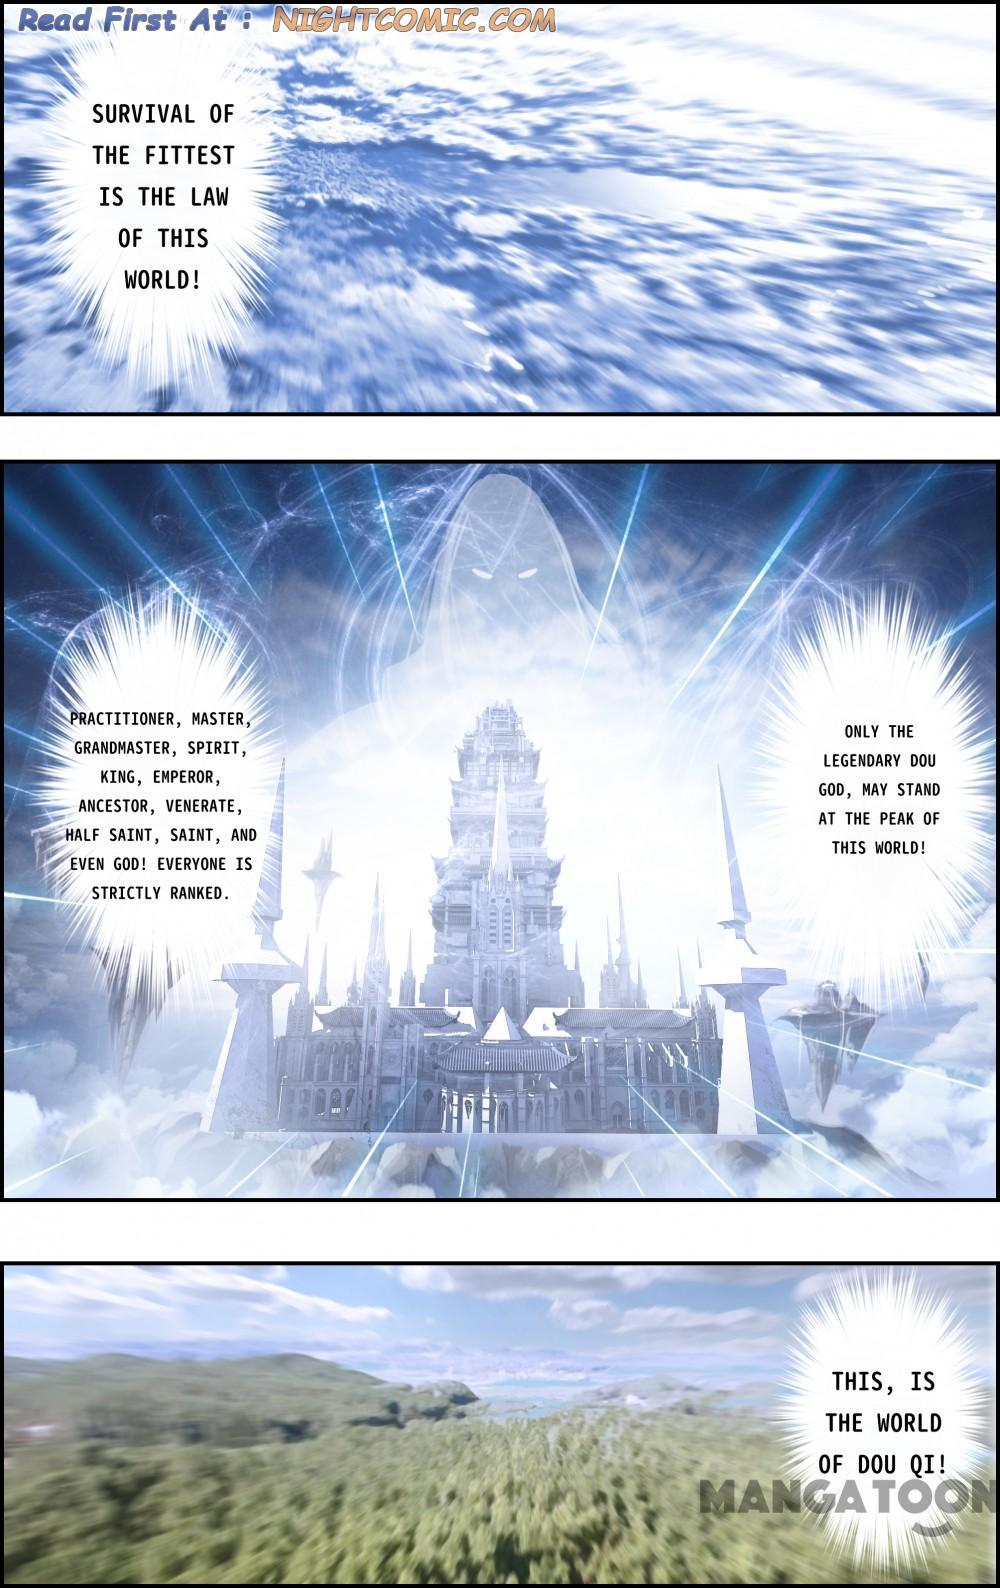 Read First At : NIGHTCOMIC.COM
SURVIVAL OF
THE FITTEST
IS THE LAW
OF THIS
WORLD!
PRACTITIONER, MASTER,
GRANDMASTER, SPIRIT,
KING, EMPEROR,
ANCESTOR, VENERATE,
HALF SAINT, SAINT, AND
EVEN GOD! EVERYONE IS
STRICTLY RANKED.
ONLY THE
LEGENDARY DOU
GOD, MAY STAND
AT THE PEAK OF
THIS WORLD!
THIS, IS
THE WORLD
OF DOU QI!
MANGATOON